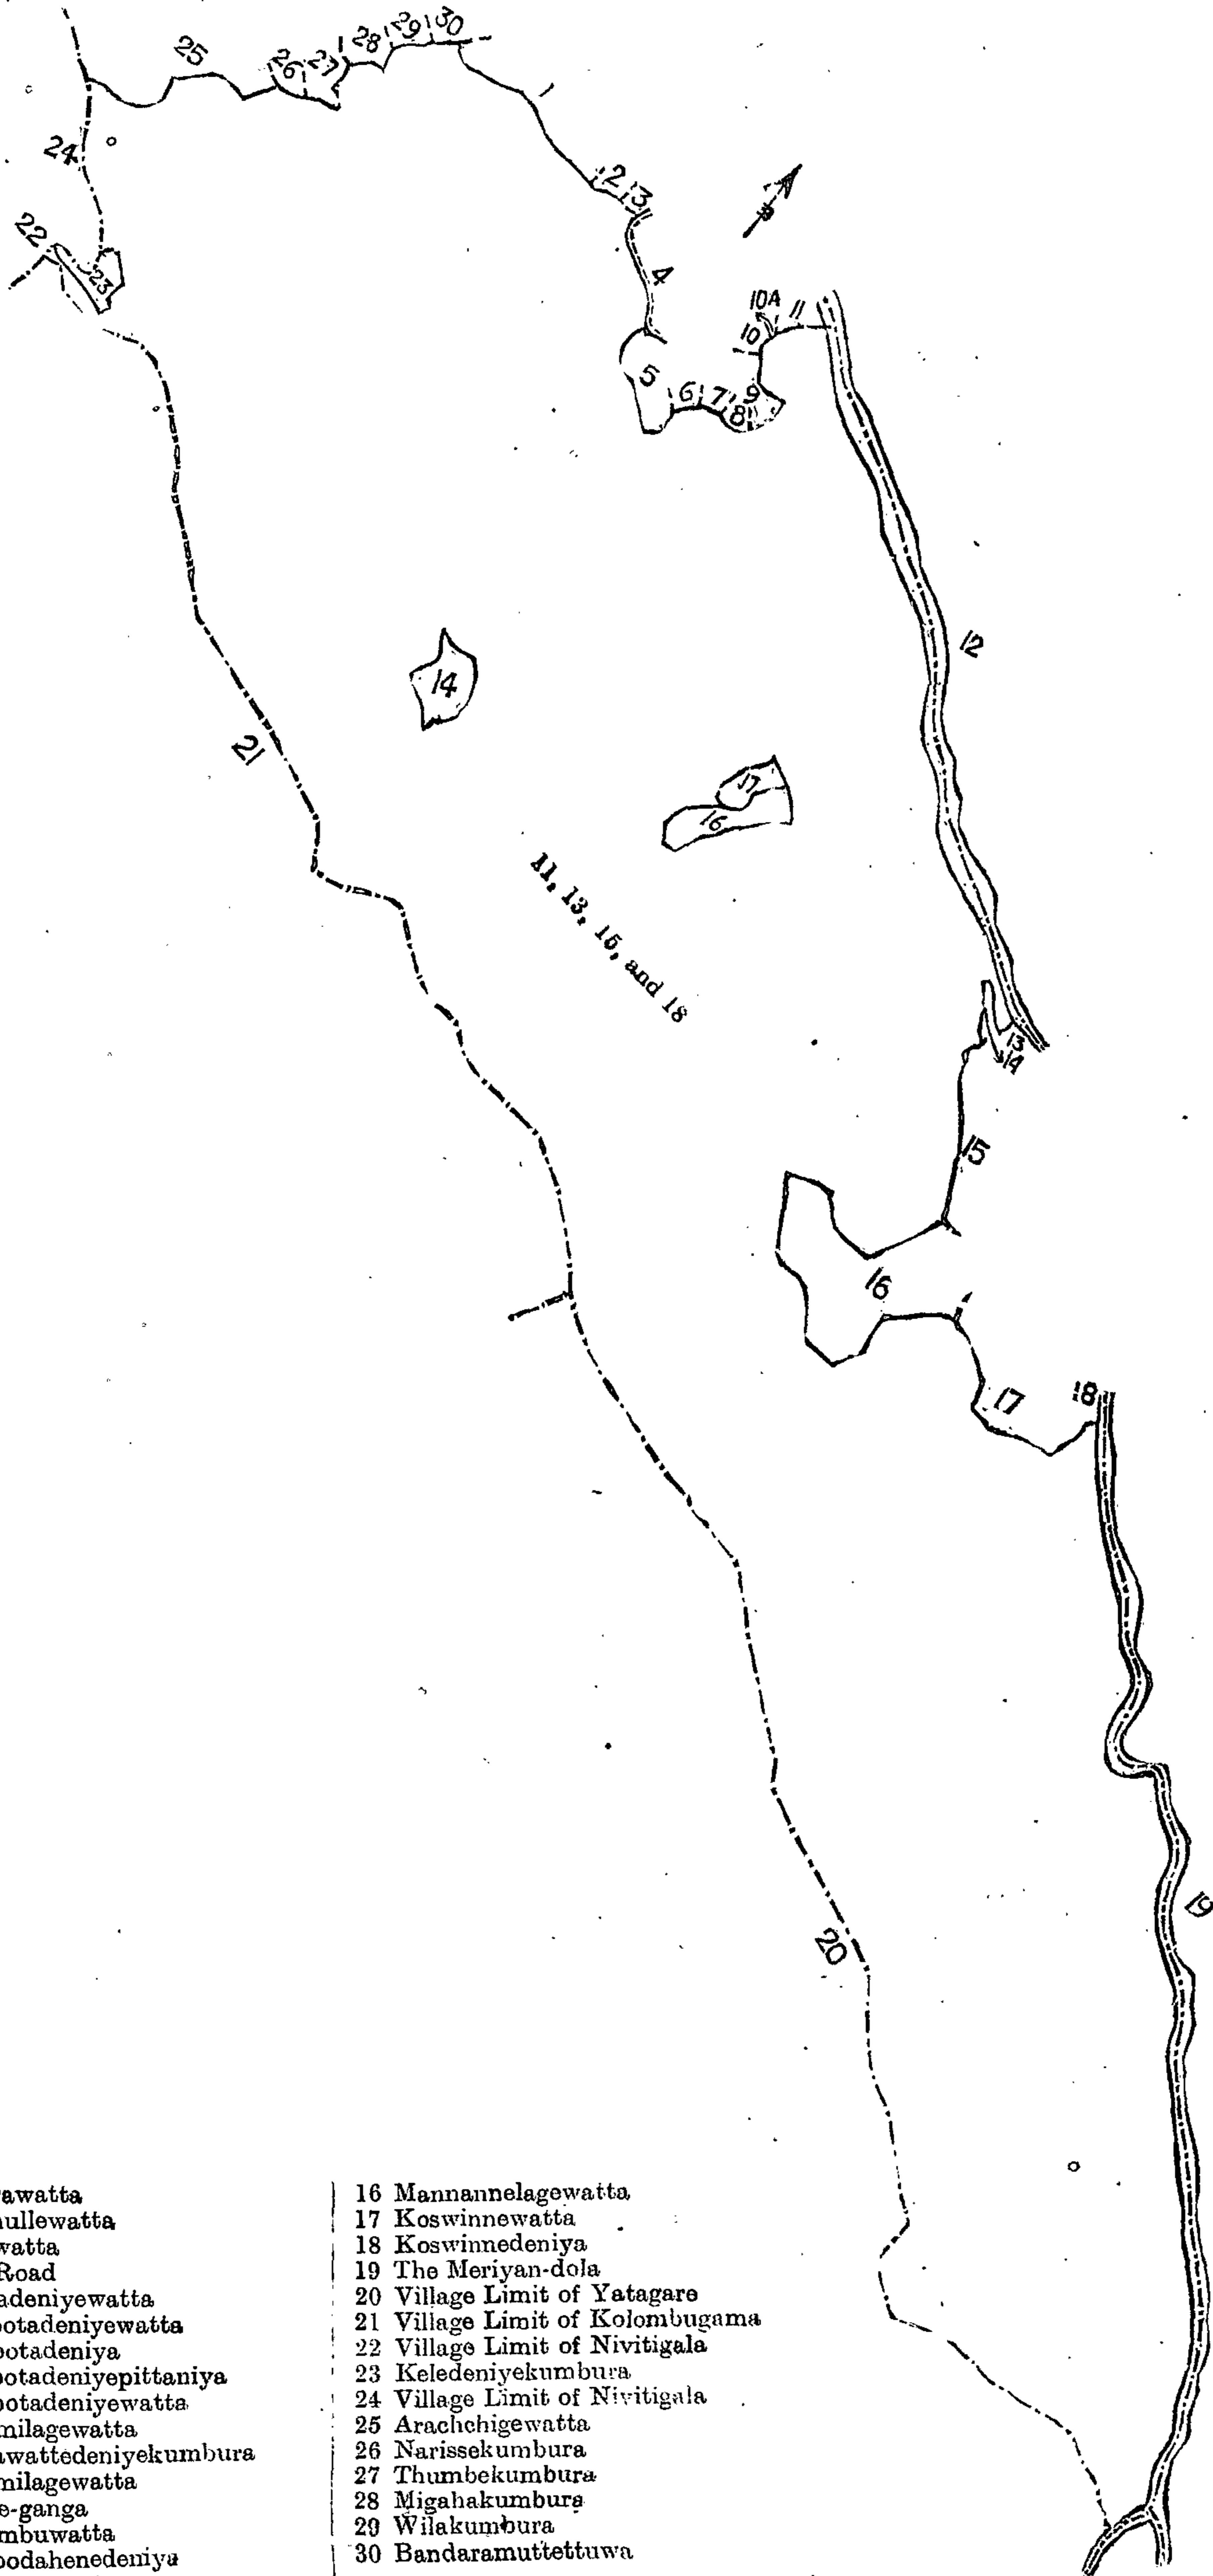 25
26
27
28
29
30
1
24
2
3
22
23
4
10A
11
10
5
6
7
9
8
12
14
21
17
16
11, 13, 15, and 18
13
14
15
16
17
18
20
19
awatta
ullewatta
watta
Road
adeniyewatta
otadeniyewatta
otadeniya
otadeniyepittaniya
otadeniyewatta
milagewatta
wattedeniyekumbura
milagewatta
e-ganga
mbuwatta
odahenedeniya
16 Mannannelagewatta
17 Koswinnewatta
18 Koswinnedeniya
19 The Meriyan-dola
20 Village Limit of Yatagare
21 Village Limit of Kolombugama
22 Village Limit of Nivitigala
23 Keledeniyekumbura
24 Village Limit of Nivitigala
25 Arachchigewatta
26 Narissekumbura
27 Thumbekumbura
28 Migahakumbura
29 Wilakumbura
30 Bandaramuttettuwa